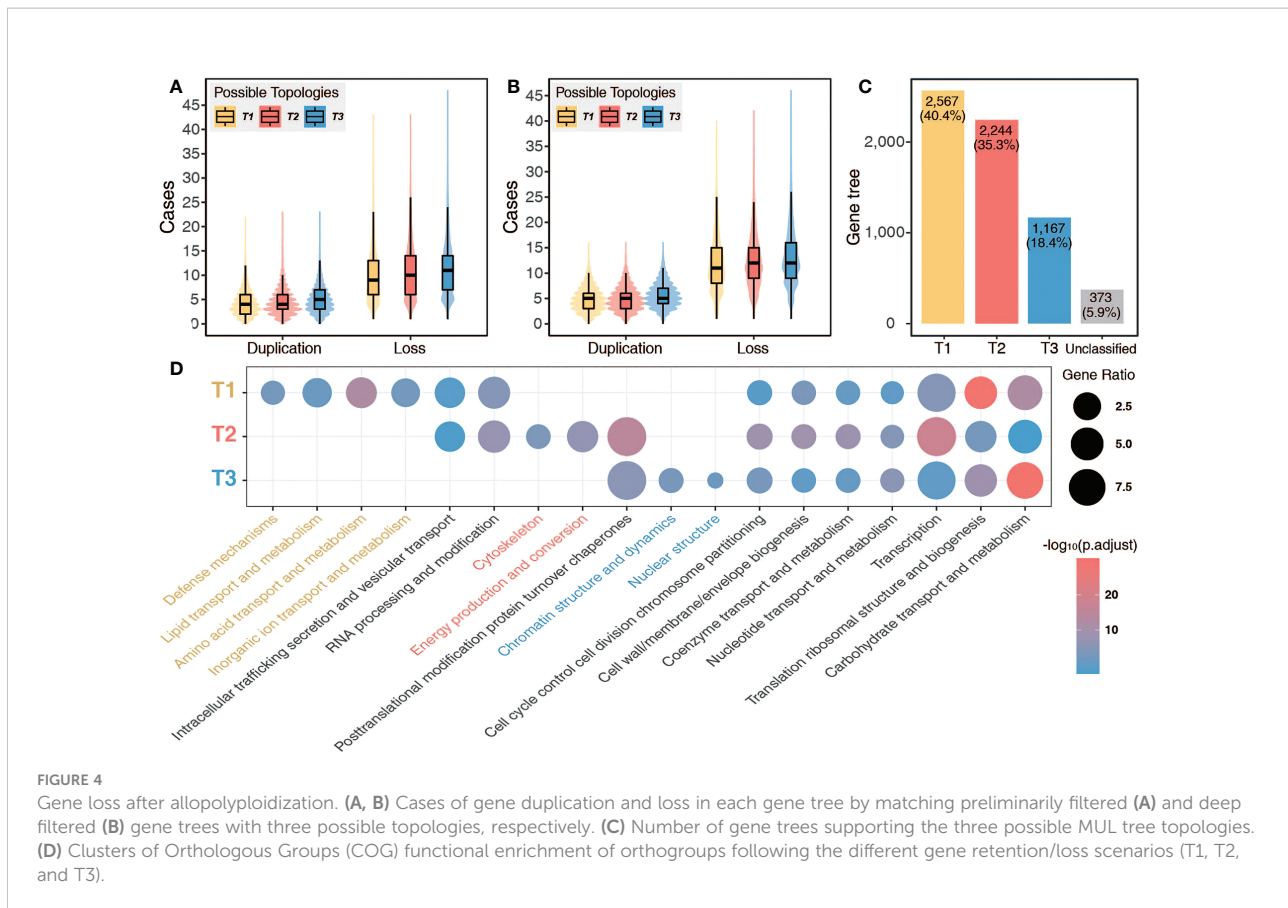 A
Possible Topologies
T1 T2 T3
Cases
45
40
35
30
25
20
15
10
5
0
Duplication Loss
B
Possible Topologies
T1 T2 T3
Cases
45
40
35
30
25
20
15
10
5
0
Duplication Loss
C
Gene tree
2,000
1,000
0
2,567
(40.4%)
2,244
(35.3%)
1,167
(18.4%)
373
(5.9%)
T1 T2 T3 Unclassified
D
T1
T2
T3
Defense mechanisms
Lipid transport and metabolism
Amino acid transport and metabolism
Inorganic ion transport and metabolism
Intracellular trafficking secretion and vesicular transport
RNA processing and modification
Cytoskeleton
Energy production and conversion
Posttranslational modification protein turnover chaperones
Chromatin structure and dynamics
Nuclear structure
Cell cycle control cell division chromosome partitioning
Cell wall/membrane/envelope biogenesis
Coenzyme transport and metabolism
Nucleotide transport and metabolism
Transcription
Translation ribosomal structure and biogenesis
Carbohydrate transport and metabolism
Gene Ratio
2.5
5.0
7.5
-log₁₀(p.adjust)
20
10
FIGURE 4
Gene loss after allopolyploidization. (A, B) Cases of gene duplication and loss in each gene tree by matching preliminarily filtered (A) and deep
filtered (B) gene trees with three possible topologies, respectively. (C) Number of gene trees supporting the three possible MUL tree topologies.
(D) Clusters of Orthologous Groups (COG) functional enrichment of orthogroups following the different gene retention/loss scenarios (T1, T2,
and T3).